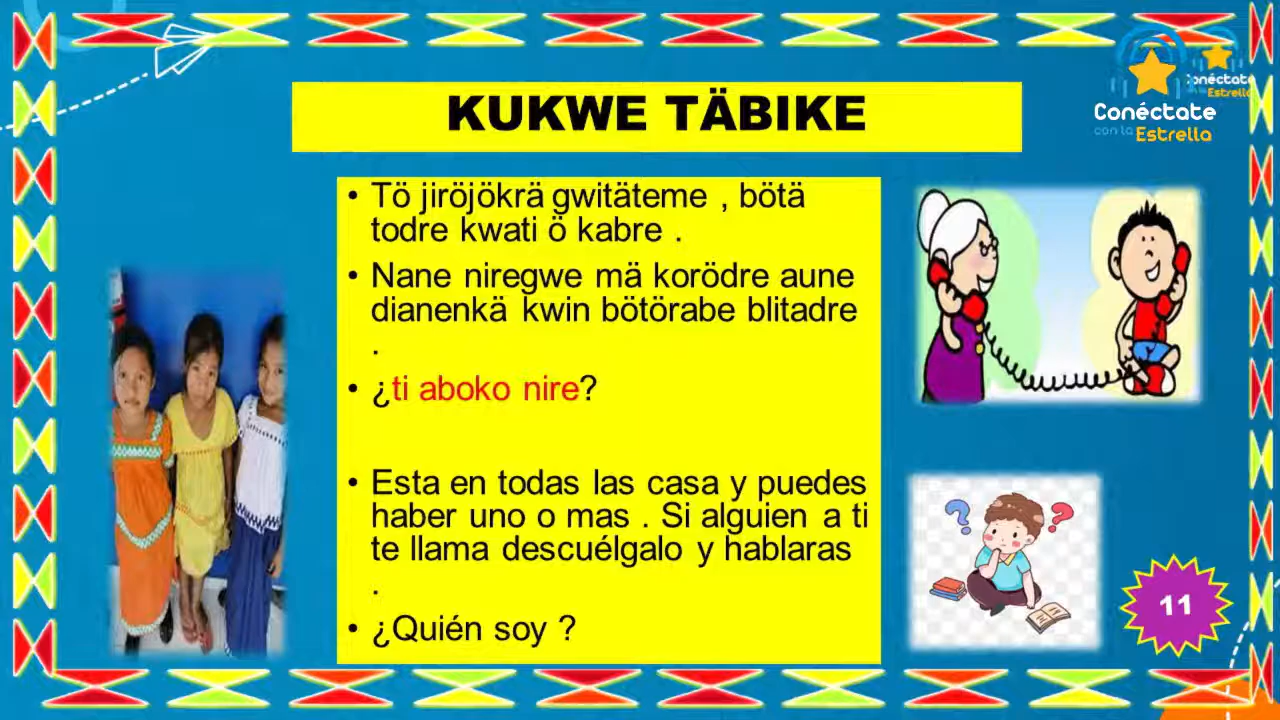 KUKWE TÄBIKE
• Tö jiröjökrä gwitäteme , bötä
todre kwati ö kabre .
• Nane niregwe mä korödre aune
dianenkä kwin bötörabe blitadre
.
• ¿ti aboko nire?
• Esta en todas las casa y puedes
haber uno o mas . Si alguien a ti
te llama descuélgalo y hablaras
.
• ¿Quién soy ?
Conéctate
con la Estrella
onéctate
Estrella
11